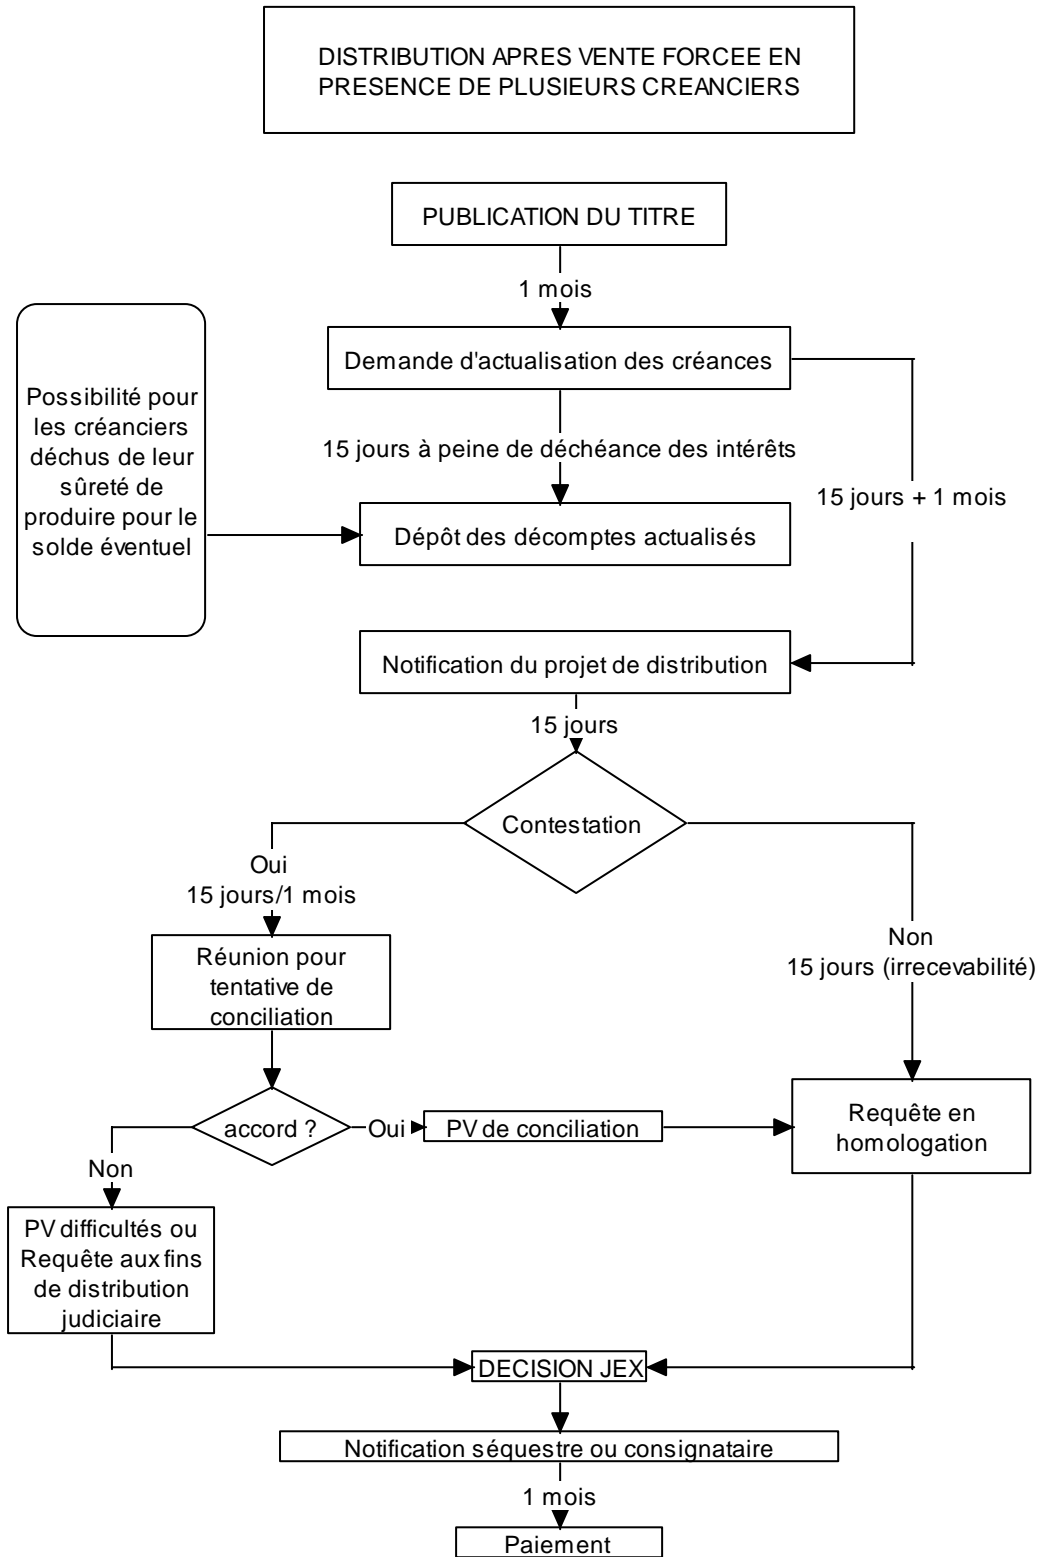 DISTRIBUTION APRES VENTE FORCEE EN
PRESENCE DE PLUSIEURS CREANCIERS
PUBLICATION DU TITRE
1 mois
Demande d'actualisation des créances
Possibilité pour
les créanciers
déchus de leur
sûreté de
produire pour le
solde éventuel
15 jours à peine de déchéance des intérêts
15 jours + 1 mois
Dépôt des décomptes actualisés
Notification du projet de distribution
15 jours
Contestation
Oui
15 jours/1 mois
Réunion pour
tentative de
conciliation
Non
15 jours (irrecevabilité)
accord ?
Oui
PV de conciliation
Requête en
homologation
Non
PV difficultés ou
Requête aux fins
de distribution
judiciaire
DECISION JEX
Notification séquestre ou consignataire
1 mois
Paiement